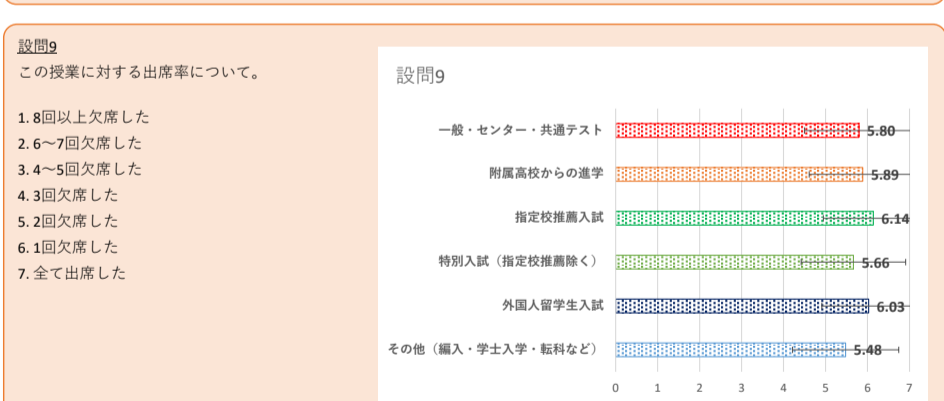 設問9
この授業に対する出席率について。
1. 8回以上欠席した
2. 6〜7回欠席した
3. 4〜5回欠席した
4. 3回欠席した
5. 2回欠席した
6. 1回欠席した
7. 全て出席した
設問9
一般・センター・共通テスト 5.80
附属高校からの進学 5.89
指定校推薦入試 6.14
特別入試（指定校推薦除く） 5.66
外国人留学生入試 6.03
その他（編入・学士入学・転科など） 5.48
0 1 2 3 4 5 6 7